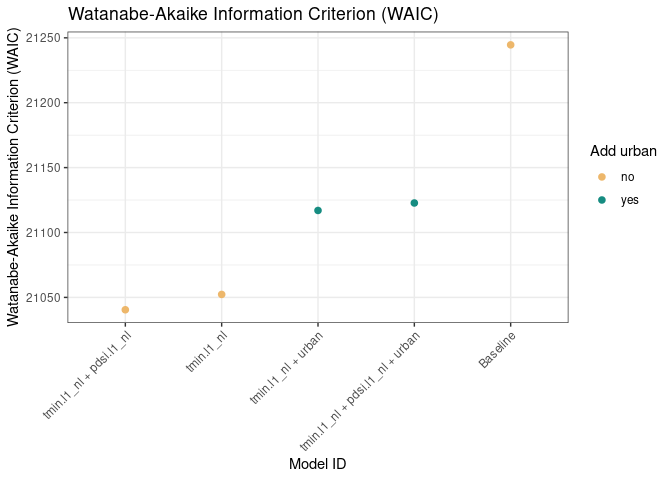 Watanabe-Akaike Information Criterion (WAIC)
Watanabe-Akaike Information Criterion (WAIC)
21250
21200
21150
21100
21050
tmin.l1_nl + pdsi.l1_nl
tmin.l1_nl
tmin.l1_nl + urban
tmin.l1_nl + pdsi.l1_nl + urban
Baseline
Model ID
Add urban
no
yes